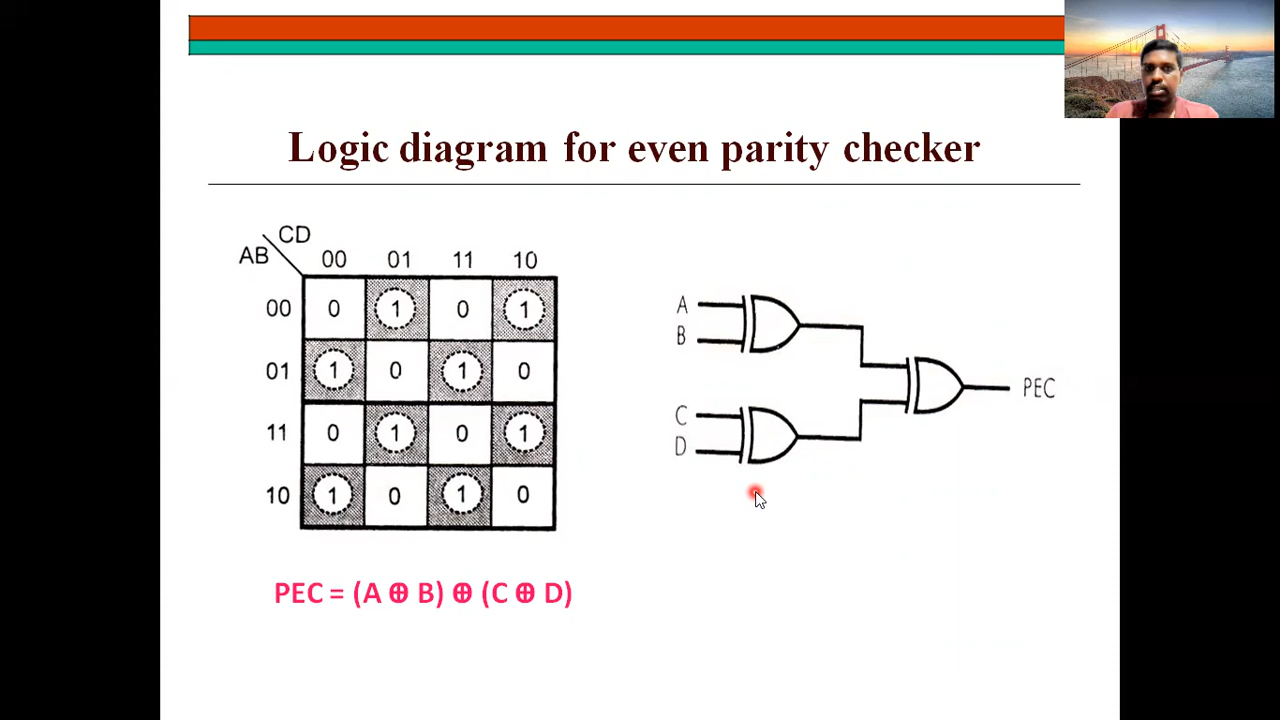 Logic diagram for even parity checker
CD
AB
00 01 11 10
00 0 1 0 1
01 1 0 1 0
11 0 1 0 1
10 1 0 1 0
A
B
C
D
PEC
PEC = (A ⊕ B) ⊕ (C ⊕ D)